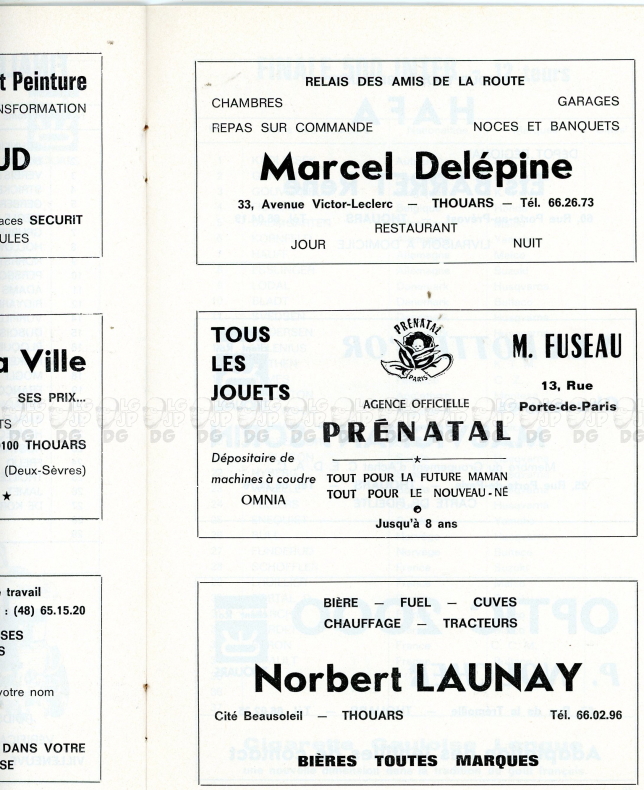 t Peinture
NSFORMATION
UD
aces SECURIT
ULES
a Ville
SES PRIX...
TS
9100 THOUARS
(Deux-Sèvres)
★
travail
: (48) 65.15.20
SES
S
votre nom
DANS VOTRE
SE
RELAIS DES AMIS DE LA ROUTE
CHAMBRES GARAGES
REPAS SUR COMMANDE NOCES ET BANQUETS
Marcel Delépine
33, Avenue Victor-Leclerc — THOUARS — Tél. 66.26.73
RESTAURANT
JOUR NUIT
TOUS
LES
JOUETS
PRÉNATAL
PARIS
M. FUSEAU
13, Rue
Porte-de-Paris
AGENCE OFFICIELLE
PRÉNATAL
Dépositaire de
machines à coudre
OMNIA
TOUT POUR LA FUTURE MAMAN
TOUT POUR LE NOUVEAU-NÉ
Jusqu'à 8 ans
BIÈRE — FUEL — CUVES
CHAUFFAGE — TRACTEURS
Norbert LAUNAY
Cité Beausoleil — THOUARS Tél. 66.02.96
BIÈRES TOUTES MARQUES